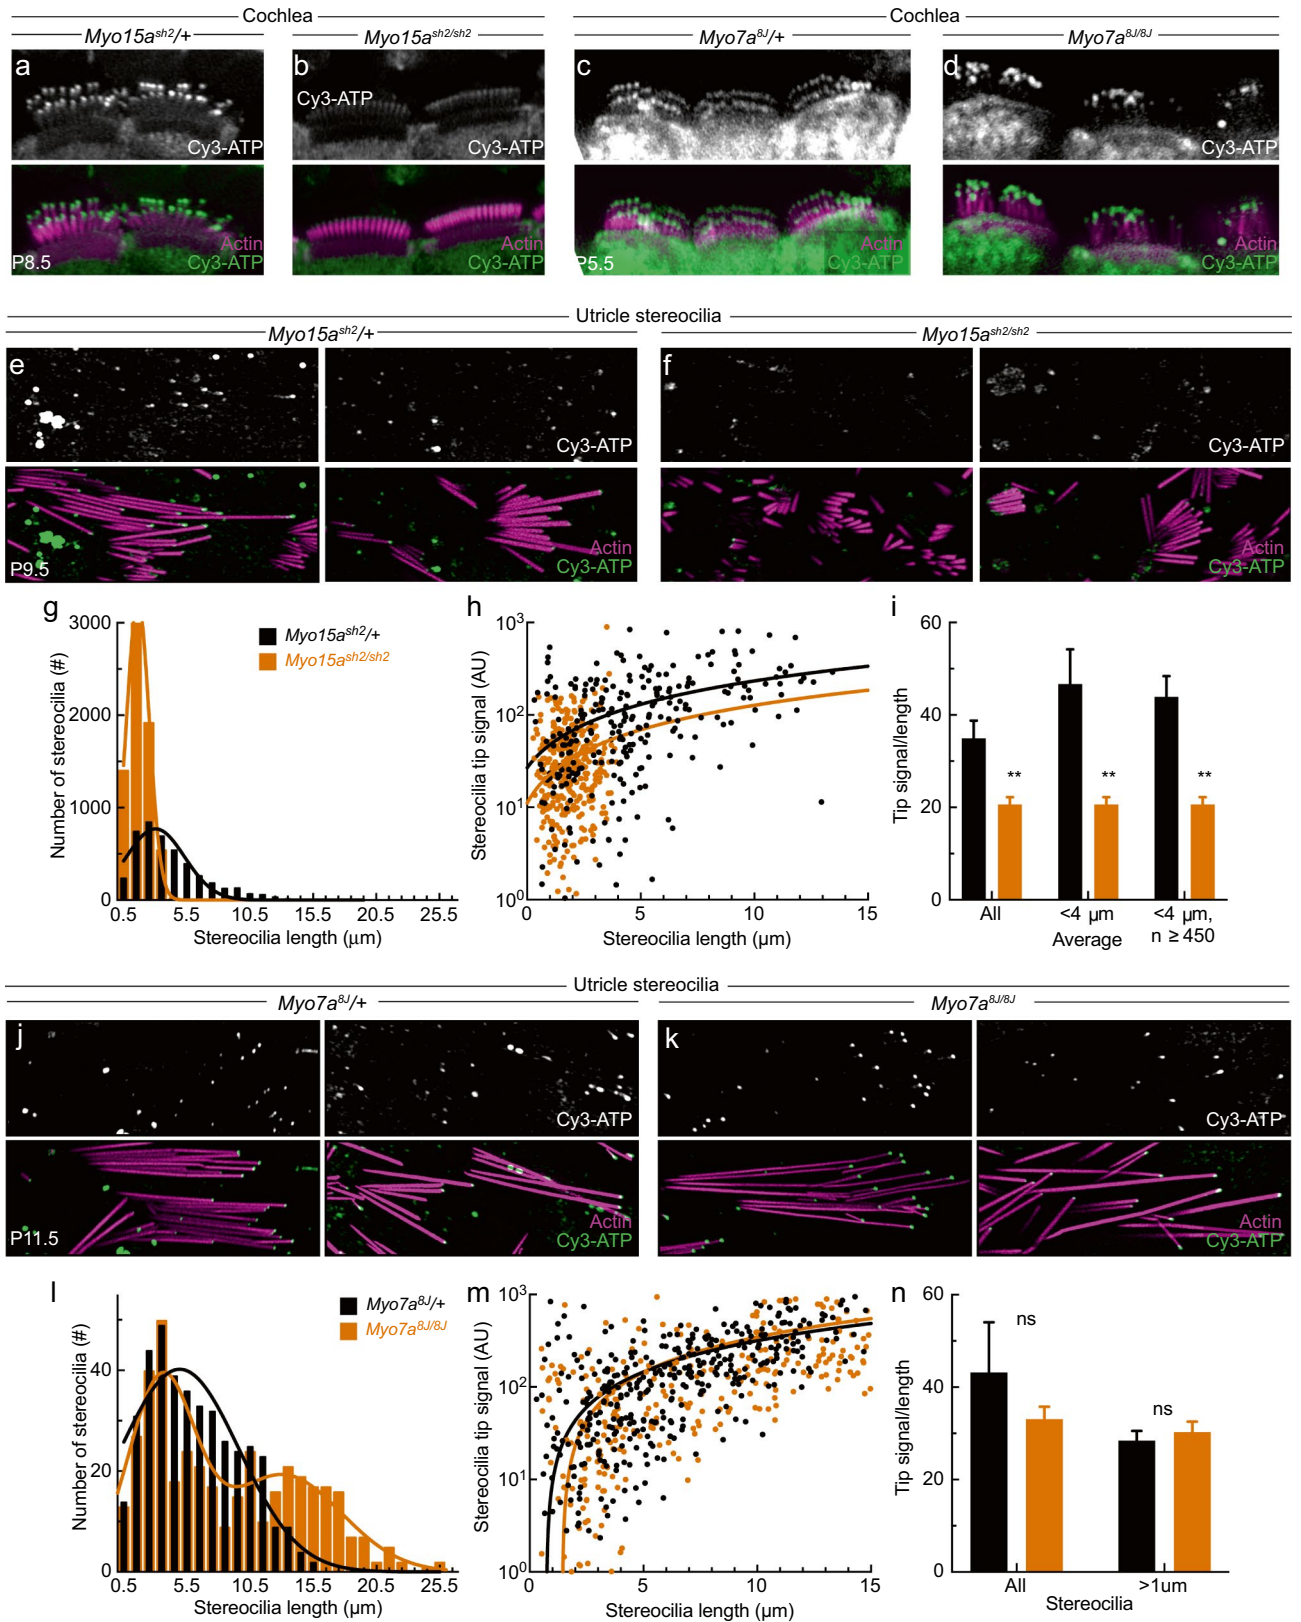 Cochlea
Cochlea
Myo15a^sh2/+
Myo15a^sh2/sh2
Myo7a^8J/+
Myo7a^8J/8J
a
Cy3-ATP
Actin
Cy3-ATP
P8.5
b
Cy3-ATP
Cy3-ATP
Actin
Cy3-ATP
c
Cy3-ATP
Actin
Cy3-ATP
P5.5
d
Cy3-ATP
Actin
Cy3-ATP
Utricle stereocilia
Myo15a^sh2/+
Myo15a^sh2/sh2
e
Cy3-ATP
P9.5
Actin
Cy3-ATP
f
Cy3-ATP
Actin
Cy3-ATP
g
Number of stereocilia (#)
3000
2000
1000
0
0.5 5.5 10.5 15.5 20.5 25.5
Stereocilia length (μm)
Myo15a^sh2/+
Myo15a^sh2/sh2
h
Stereocilia tip signal (AU)
10^3
10^2
10^1
10^0
0 5 10 15
Stereocilia length (μm)
i
Tip signal/length
60
40
20
0
** ** **
All <4 μm <4 μm,
n ≥ 450
Average
Utricle stereocilia
Myo7a^8J/+
Myo7a^8J/8J
j
Cy3-ATP
P11.5
Actin
Cy3-ATP
k
Cy3-ATP
Actin
Cy3-ATP
l
Number of stereocilia (#)
40
20
0
0.5 5.5 10.5 15.5 20.5 25.5
Stereocilia length (μm)
Myo7a^8J/+
Myo7a^8J/8J
m
Stereocilia tip signal (AU)
10^3
10^2
10^1
10^0
0 5 10 15
Stereocilia length (μm)
n
Tip signal/length
60
40
20
0
ns
ns
All >1um
Stereocilia